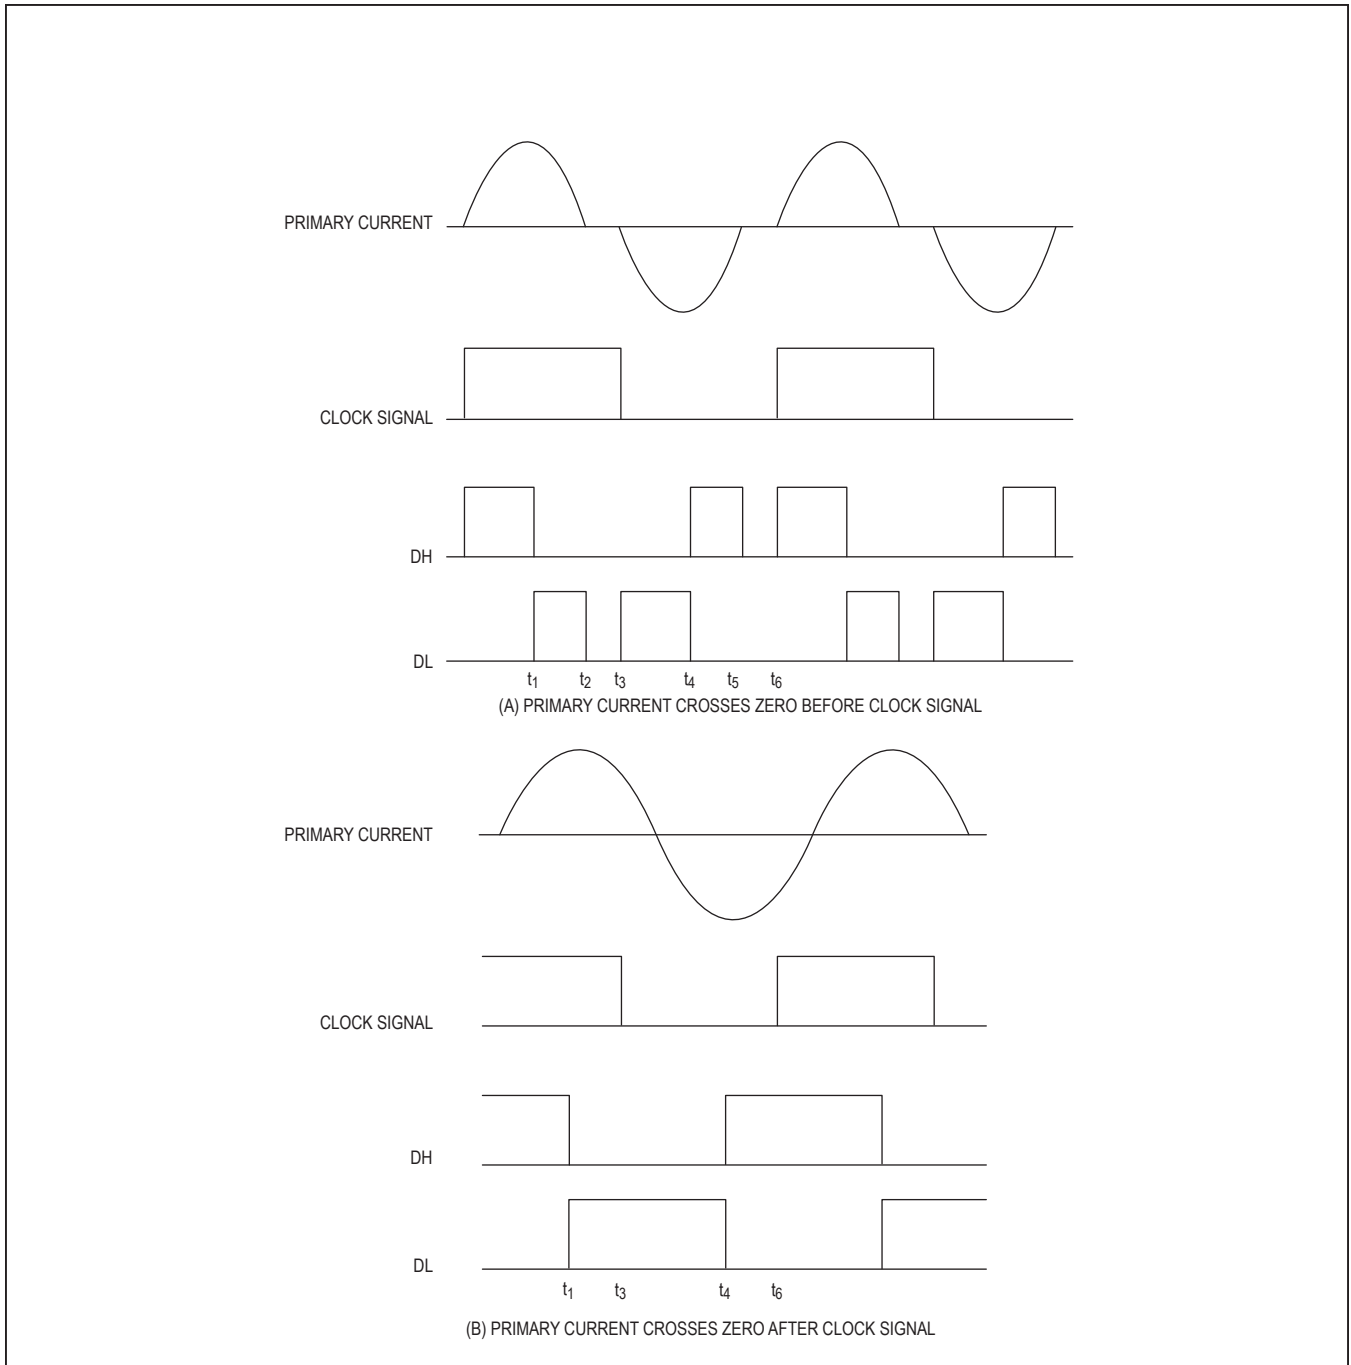 PRIMARY CURRENT
CLOCK SIGNAL
DH
DL
t1 t2 t3 t4 t5 t6
(A) PRIMARY CURRENT CROSSES ZERO BEFORE CLOCK SIGNAL
PRIMARY CURRENT
CLOCK SIGNAL
DH
DL
t1 t3 t4 t6
(B) PRIMARY CURRENT CROSSES ZERO AFTER CLOCK SIGNAL